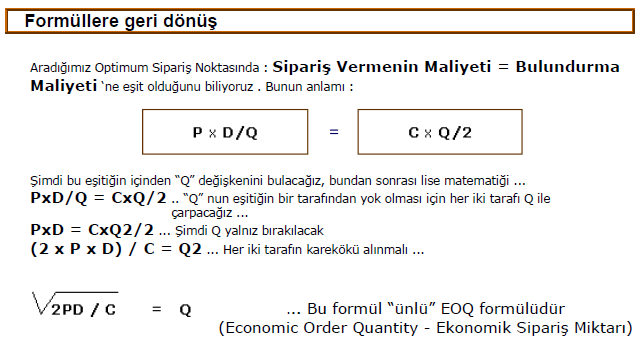 Formüllere geri dönüş
Aradığımız Optimum Sipariş Noktasında : Sipariş Vermenin Maliyeti = Bulundurma
Maliyeti 'ne eşit olduğunu biliyoruz . Bunun anlamı :
P x D/Q = C x Q/2
Şimdi bu eşitiğin içinden “Q” değişkenini bulacağız, bundan sonrası lise matematiği ...
PxD/Q = CxQ/2 .. “Q” nun eşitiğin bir tarafından yok olması için her iki tarafı Q ile
çarpacağız ...
PxD = CxQ2/2 ... Şimdi Q yalnız bırakılacak
(2 x P x D) / C = Q2 ... Her iki tarafın karekökü alınmalı ...
√2PD / C = Q ... Bu formül “ünlü” EOQ formülüdür
(Economic Order Quantity - Ekonomik Sipariş Miktarı)